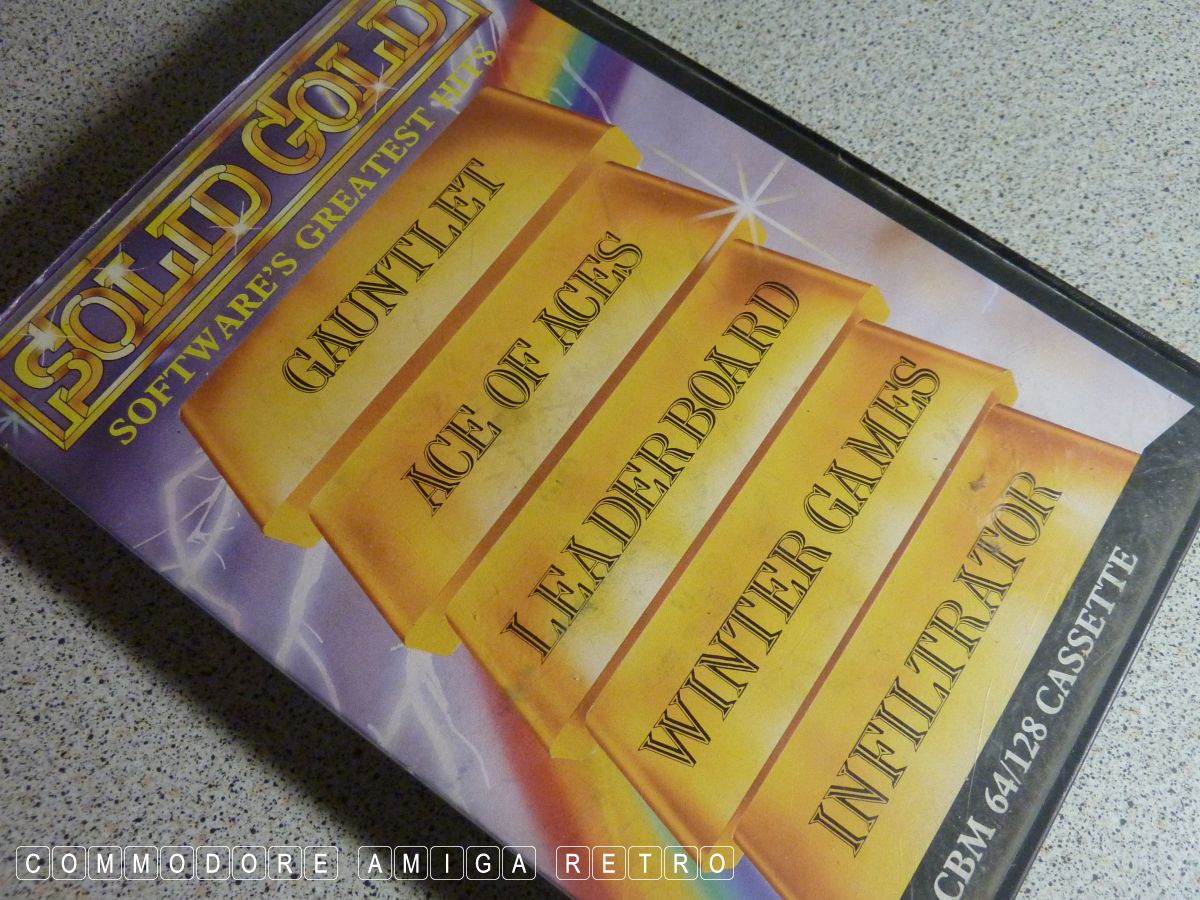 SOLID GOLD
SOFTWARE'S GREATEST HITS
GAUNTLET
ACE OF ACES
LEADERBOARD
WINTER GAMES
INFILTRATOR
CBM 64/128 CASSETTE
COMMODORE AMIGA RETRO